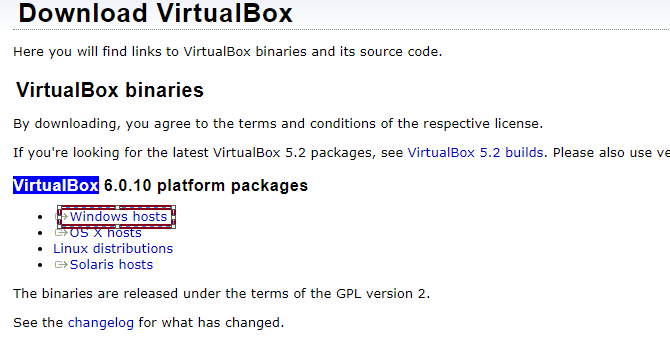 Download VirtualBox
Here you will find links to VirtualBox binaries and its source code.
VirtualBox binaries
By downloading, you agree to the terms and conditions of the respective license.
If you're looking for the latest VirtualBox 5.2 packages, see VirtualBox 5.2 builds. Please also use ve
VirtualBox 6.0.10 platform packages
Windows hosts
OS X hosts
Linux distributions
Solaris hosts
The binaries are released under the terms of the GPL version 2.
See the changelog for what has changed.